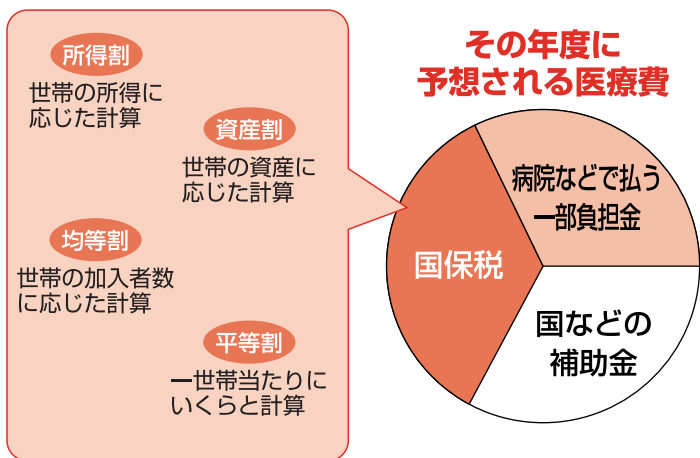 所得割
世帯の所得に
応じた計算
資産割
世帯の資産に
応じた計算
均等割
世帯の加入者数
に応じた計算
平等割
一世帯当たりに
いくらと計算
その年度に
予想される医療費
病院などで払う
一部負担金
国保税
国などの
補助金